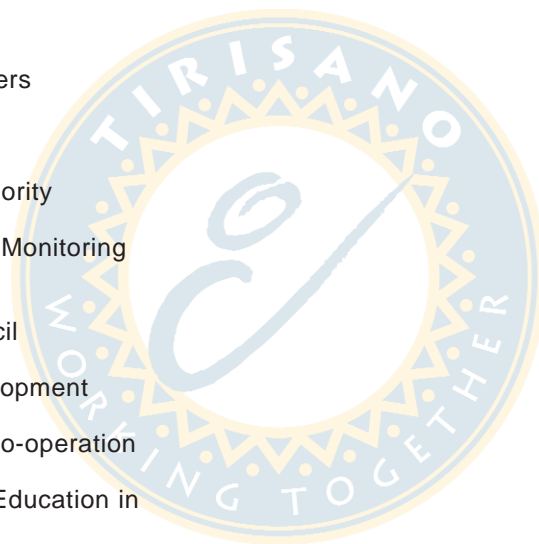 TIRISANO
WORKING TOGETHER
ers
ority
Monitoring
cil
opment
o-operation
Education in